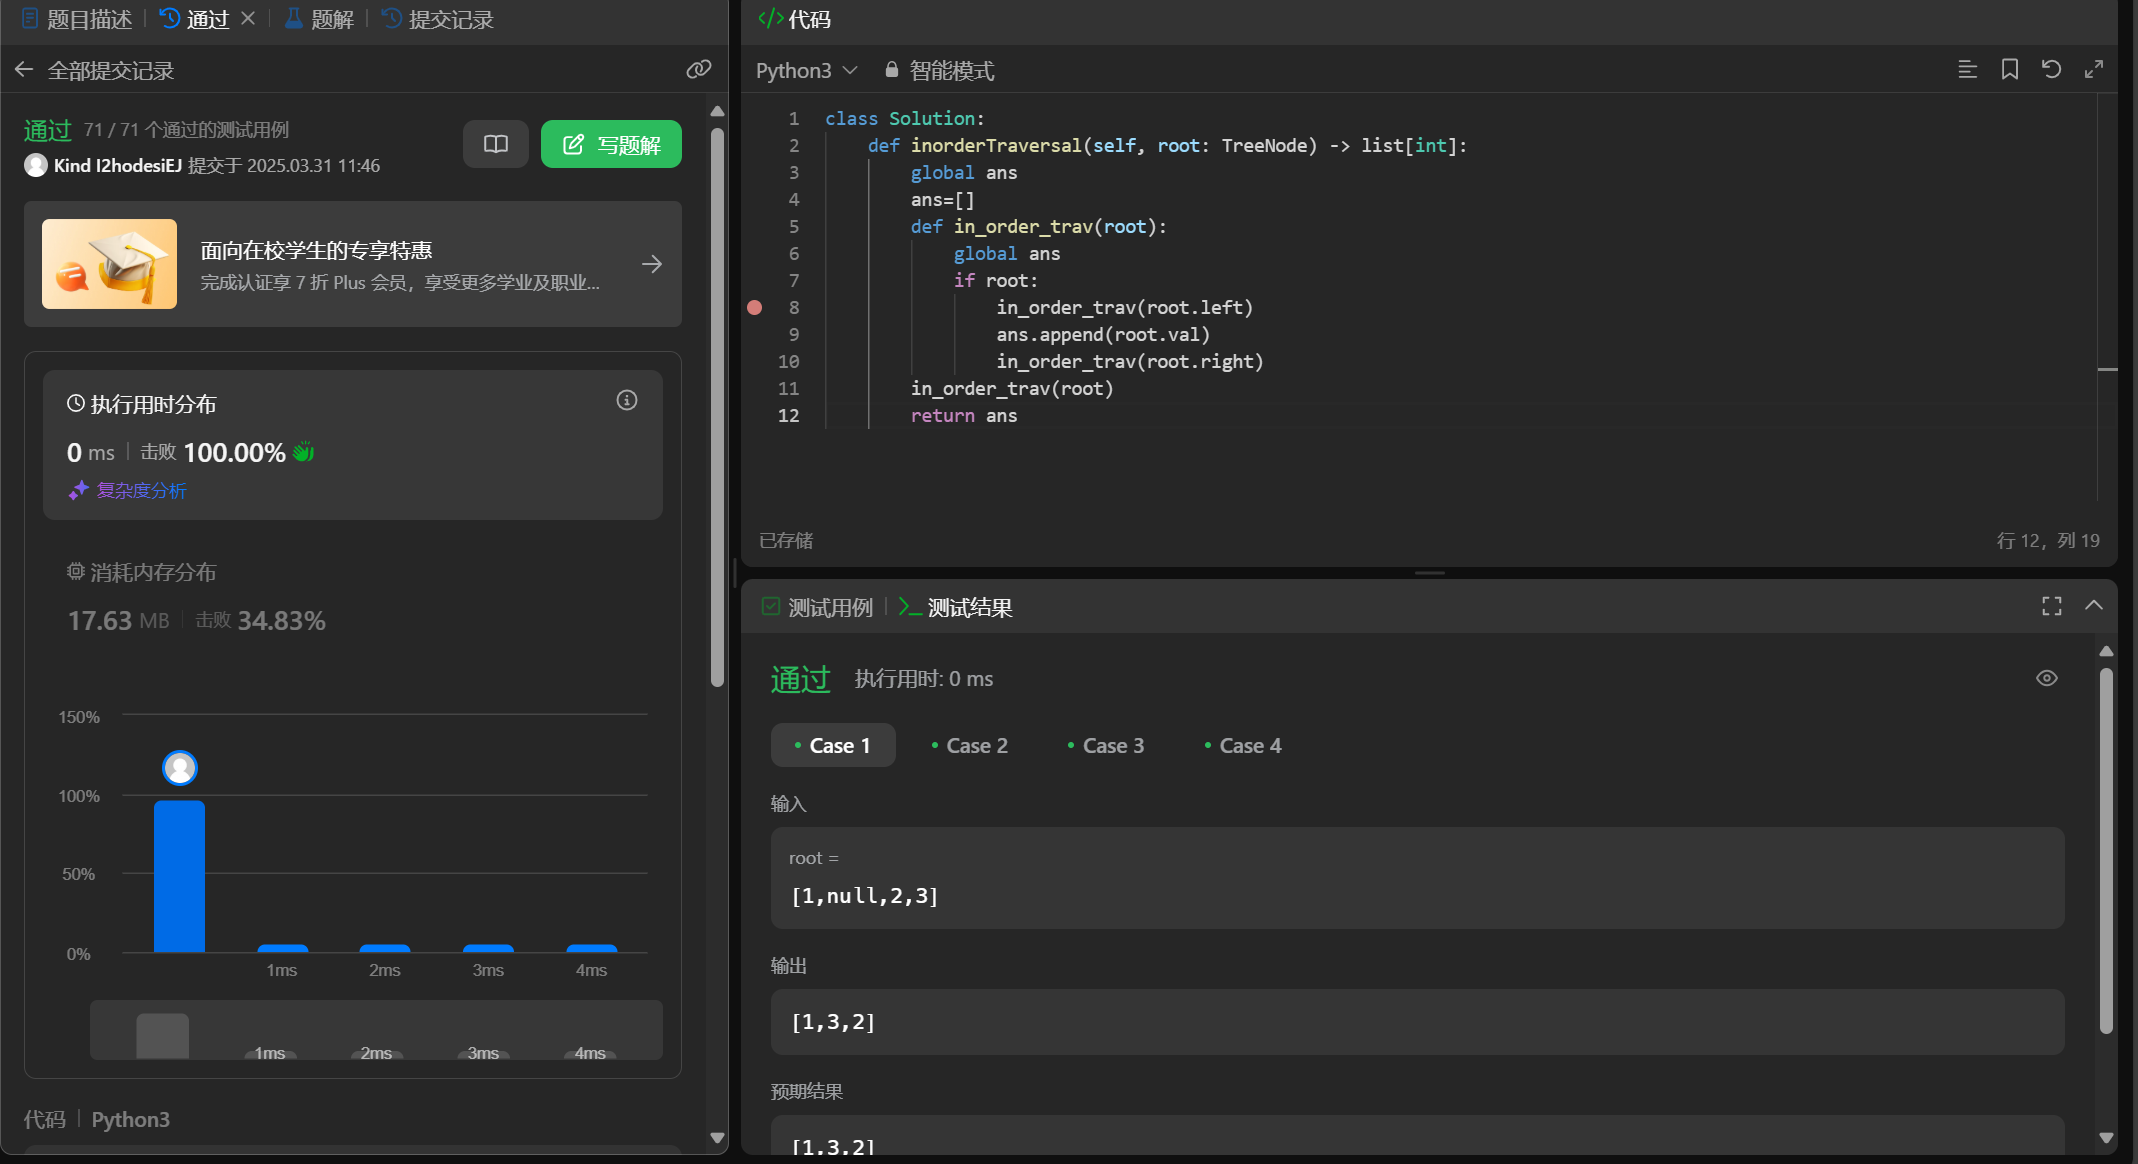 题目描述 | 通过 | 题解 | 提交记录
全部提交记录
通过 71 / 71 个通过的测试用例
Kind I2hodesiEJ 提交于 2025.03.31 11:46
写题解
面向在校学生的专享特惠
完成认证享 7 折 Plus 会员，享受更多学业及职业...
执行用时分布
0 ms | 击败 100.00%
复杂度分析
消耗内存分布
17.63 MB | 击败 34.83%
150%
100%
50%
0%
1ms 2ms 3ms 4ms
1ms 2ms 3ms 4ms
代码 | Python3
</> 代码
Python3 智能模式
1 class Solution:
2     def inorderTraversal(self, root: TreeNode) -> list[int]:
3         global ans
4         ans=[]
5         def in_order_trav(root):
6             global ans
7             if root:
8                 in_order_trav(root.left)
9                 ans.append(root.val)
10                 in_order_trav(root.right)
11         in_order_trav(root)
12         return ans
已存储
行 12，列 19
测试用例 | >_ 测试结果
通过 执行用时: 0 ms
Case 1 Case 2 Case 3 Case 4
输入
root =
[1,null,2,3]
输出
[1,3,2]
预期结果
[1,3,2]